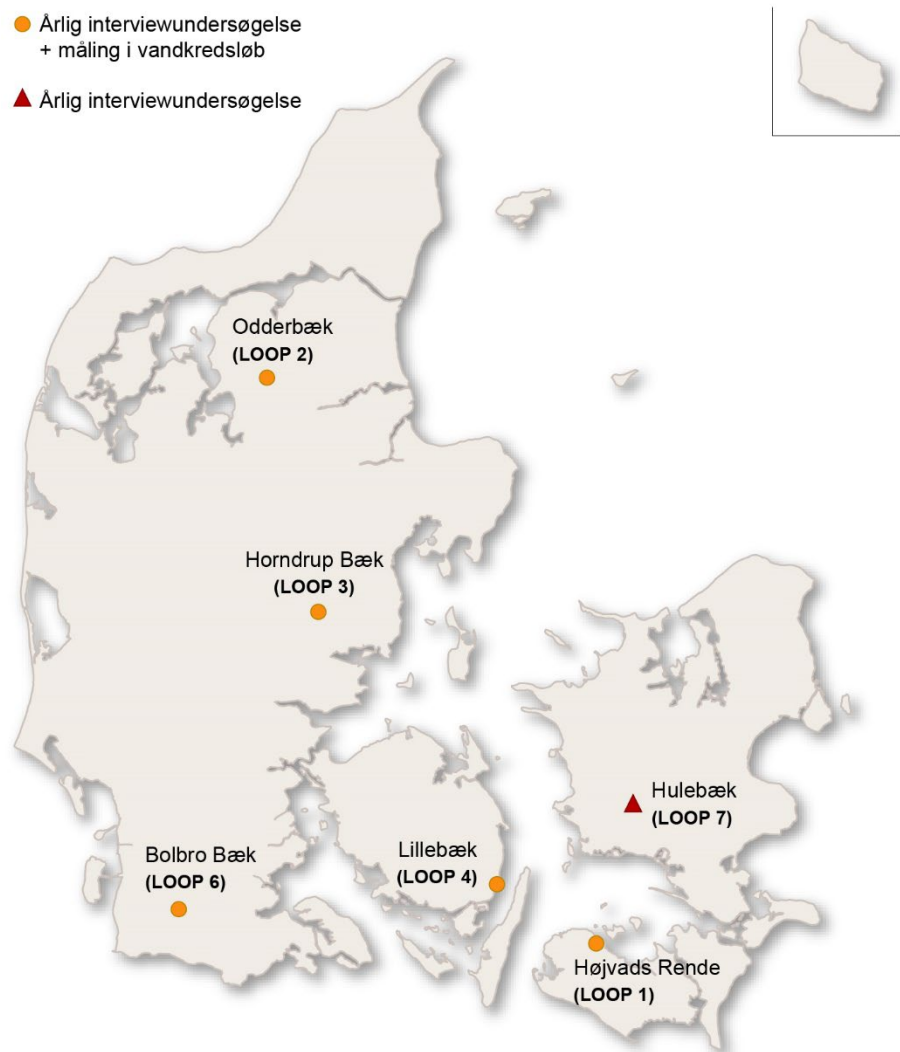 Årlig interviewundersøgelse
+ måling i vandkredsløb
Årlig interviewundersøgelse
Odderbæk
(LOOP 2)
Horndrup Bæk
(LOOP 3)
Hulebæk
(LOOP 7)
Lillebæk
(LOOP 4)
Bolbro Bæk
(LOOP 6)
Højvads Rende
(LOOP 1)